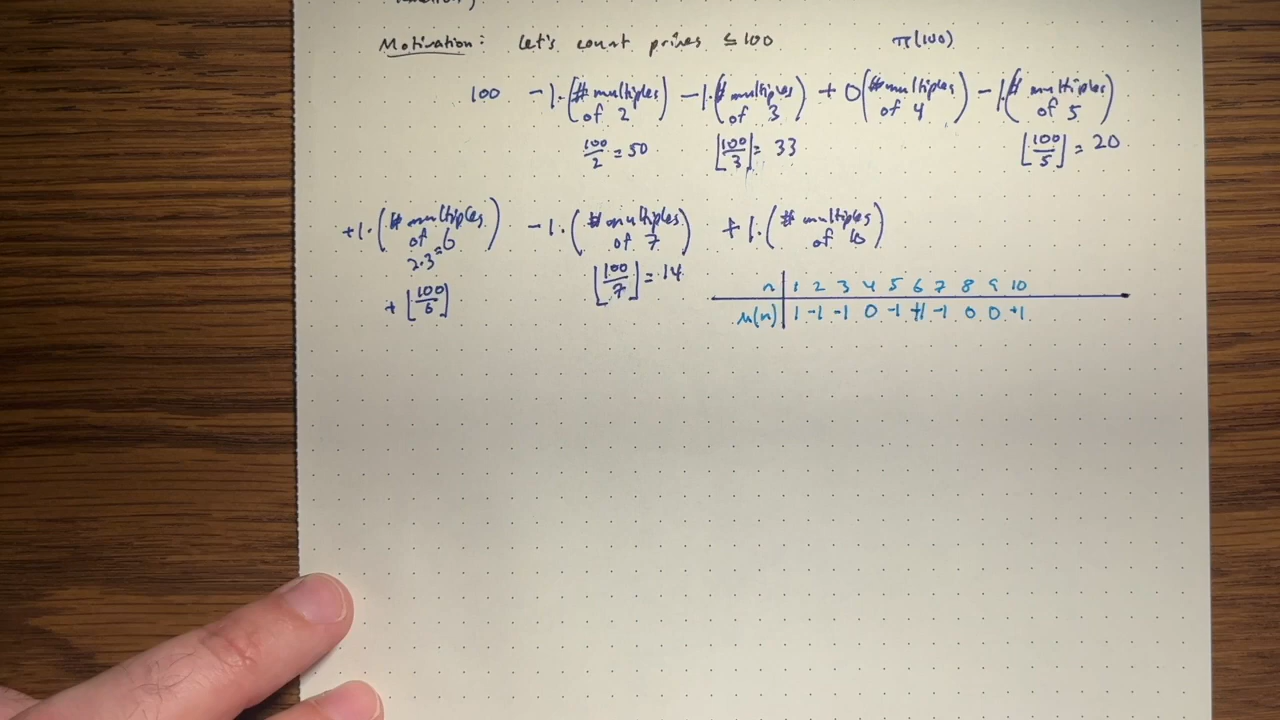 Motivation: Let's count primes ≤ 100 π(100)
100 -1·(# multiples of 2) -1·(# multiples of 3) + 0(# multiples of 4) -1(# multiples of 5)
100/2 = 50 ⌊100/3⌋ = 33 ⌊100/5⌋ = 20
+1·(# multiples of 6) -1·(# multiples of 7) +1·(# multiples of 10)
2·3=
+ ⌊100/6⌋ ⌊100/7⌋ = 14
n 1 2 3 4 5 6 7 8 9 10
μ(n) 1 -1 -1 0 -1 +1 -1 0 0 +1